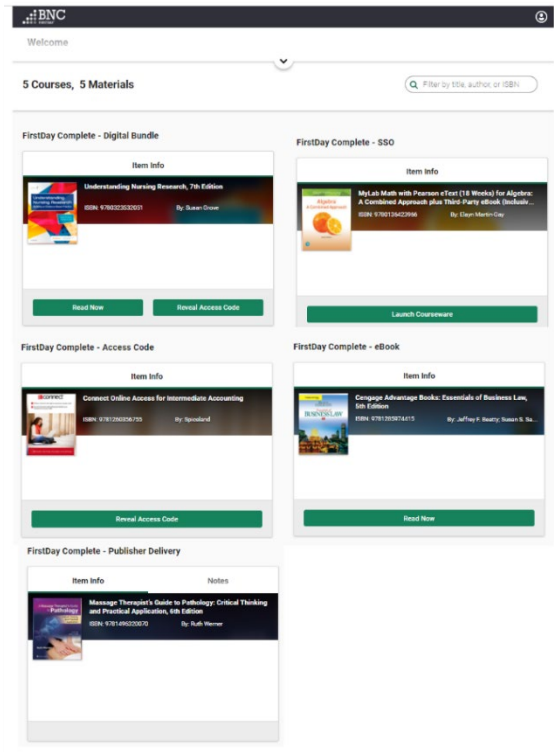 BNC
Welcome
5 Courses, 5 Materials
Filter by title, author, or ISBN
FirstDay Complete - Digital Bundle
Item Info
Understanding Nursing Research, 7th Edition
ISBN: 9780323532051
By: Susan Grove
Read Now
Reveal Access Code
FirstDay Complete - SSO
Item Info
MyLab Math with Pearson eText (18 Weeks) for Algebra:
A Combined Approach plus Third-Party eBook (Inclusiv...
ISBN: 9780136423966
By: Elayn Martin-Gay
Launch Courseware
FirstDay Complete - Access Code
Item Info
Connect Online Access for Intermediate Accounting
ISBN: 9781260356755
By: Spiceland
Reveal Access Code
FirstDay Complete - eBook
Item Info
Cengage Advantage Books: Essentials of Business Law,
5th Edition
ISBN: 9781285974415
By: Jeffrey F. Beatty; Susan S. Sa...
BUSINESS LAW
Read Now
FirstDay Complete - Publisher Delivery
Item Info
Notes
Massage Therapist's Guide to Pathology: Critical Thinking
and Practical Application, 6th Edition
ISBN: 9781496320070
By: Ruth Werner